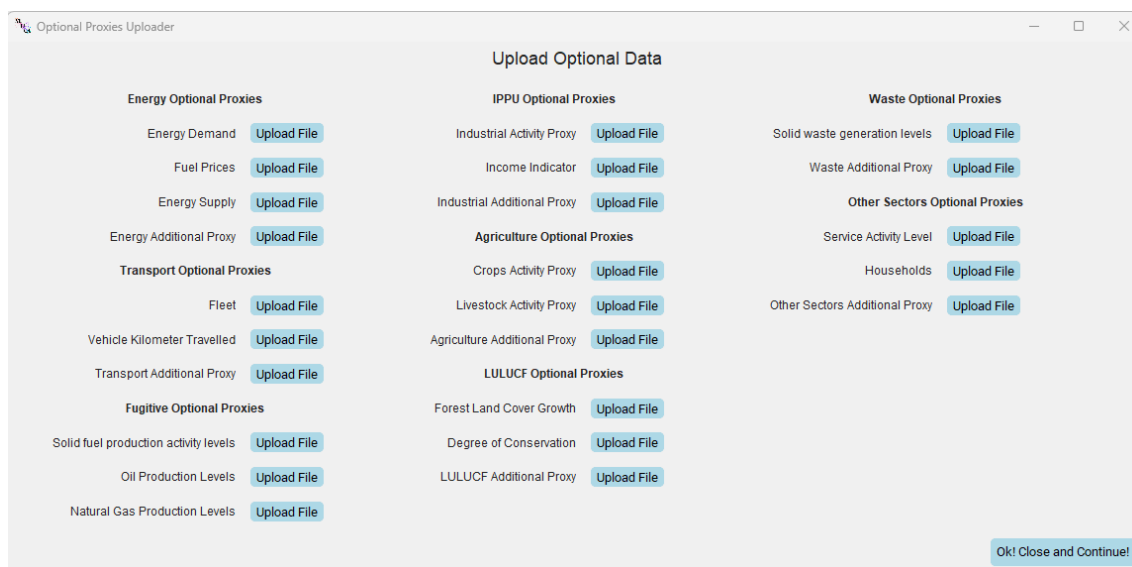 Optional Proxies Uploader
Upload Optional Data
Energy Optional Proxies
Energy Demand Upload File
Fuel Prices Upload File
Energy Supply Upload File
Energy Additional Proxy Upload File
Transport Optional Proxies
Fleet Upload File
Vehicle Kilometer Travelled Upload File
Transport Additional Proxy Upload File
Fugitive Optional Proxies
Solid fuel production activity levels Upload File
Oil Production Levels Upload File
Natural Gas Production Levels Upload File
IPPU Optional Proxies
Industrial Activity Proxy Upload File
Income Indicator Upload File
Industrial Additional Proxy Upload File
Agriculture Optional Proxies
Crops Activity Proxy Upload File
Livestock Activity Proxy Upload File
Agriculture Additional Proxy Upload File
LULUCF Optional Proxies
Forest Land Cover Growth Upload File
Degree of Conservation Upload File
LULUCF Additional Proxy Upload File
Waste Optional Proxies
Solid waste generation levels Upload File
Waste Additional Proxy Upload File
Other Sectors Optional Proxies
Service Activity Level Upload File
Households Upload File
Other Sectors Additional Proxy Upload File
Ok! Close and Continue!